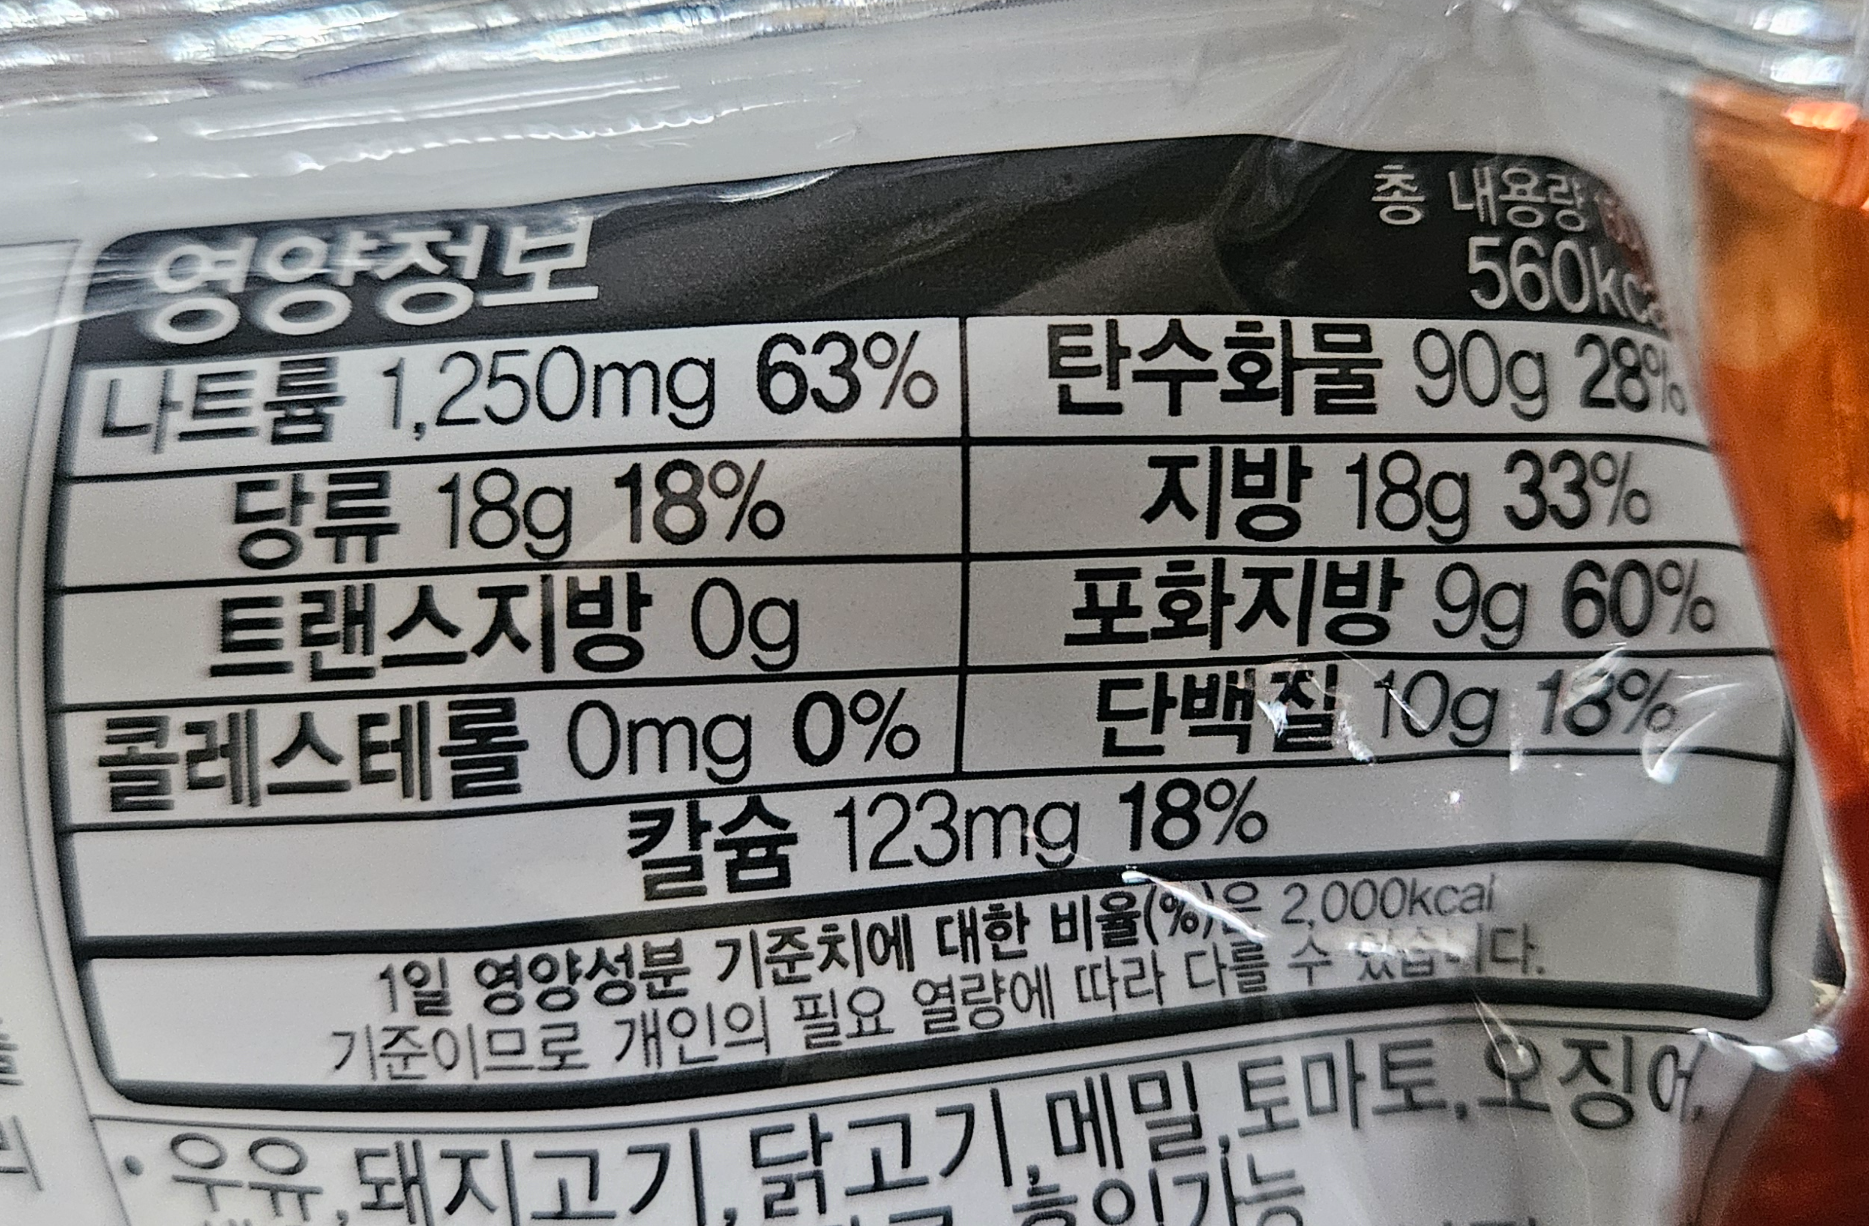 영양정보
총 내용량
560kca
나트륨 1,250mg 63%
탄수화물 90g 28%
당류 18g 18%
지방 18g 33%
트랜스지방 0g
포화지방 9g 60%
콜레스테롤 0mg 0%
단백질 10g 18%
칼슘 123mg 18%
1일 영양성분 기준치에 대한 비율(%)은 2,000kcal
기준이므로 개인의 필요 열량에 따라 다를 수 있습니다.
• 우유, 돼지고기, 닭고기, 메밀, 토마토, 오징어,
혼입가능